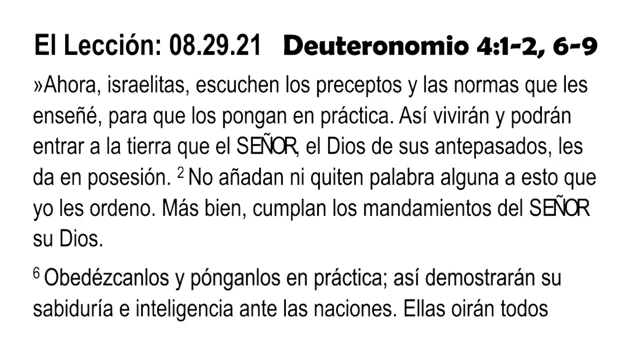 El Lección: 08.29.21 Deuteronomio 4:1-2, 6-9
»Ahora, israelitas, escuchen los preceptos y las normas que les
enseñé, para que los pongan en práctica. Así vivirán y podrán
entrar a la tierra que el SEÑOR, el Dios de sus antepasados, les
da en posesión. ² No añadan ni quiten palabra alguna a esto que
yo les ordeno. Más bien, cumplan los mandamientos del SEÑOR
su Dios.
⁶ Obedézcanlos y pónganlos en práctica; así demostrarán su
sabiduría e inteligencia ante las naciones. Ellas oirán todos